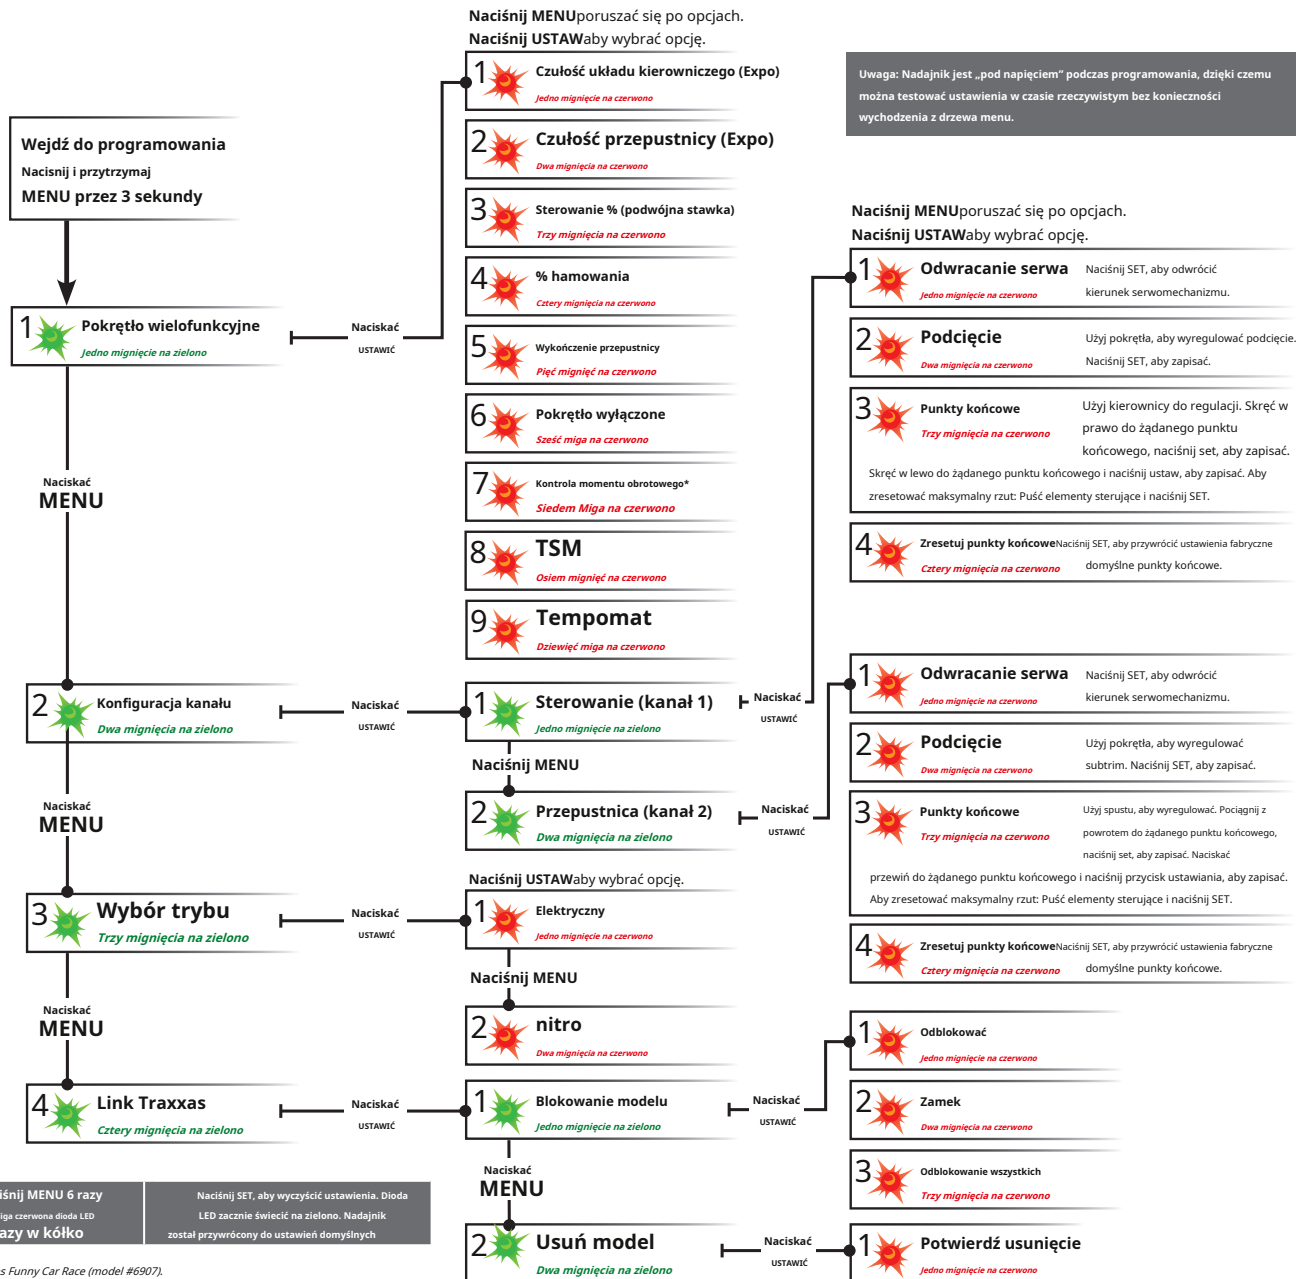 Naciśnij MENUporuszać się po opcjach.
Naciśnij USTAWaby wybrać opcję.
Uwaga: Nadajnik jest „pod napięciem” podczas programowania, dzięki czemu
można testować ustawienia w czasie rzeczywistym bez konieczności
wychodzenia z drzewa menu.
Wejdź do programowania
Nacisnij i przytrzymaj
MENU przez 3 sekundy
1 Pokrętło wielofunkcyjne
Jedno mignięcie na zielono
Naciskać
USTAWIĆ
1 Czułość układu kierowniczego (Expo)
Jedno mignięcie na czerwono
2 Czułość przepustnicy (Expo)
Dwa mignięcia na czerwono
3 Sterowanie % (podwójna stawka)
Trzy mignięcia na czerwono
4 % hamowania
Cztery mignięcia na czerwono
5 Wykończenie przepustnicy
Pięć mignięć na czerwono
6 Pokrętło wyłączone
Sześć miga na czerwono
7 Kontrola momentu obrotowego*
Siedem Miga na czerwono
8 TSM
Osiem mignięć na czerwono
9 Tempomat
Dziewięć miga na czerwono
Naciskać
MENU
2 Konfiguracja kanału
Dwa mignięcia na zielono
Naciskać
USTAWIĆ
1 Sterowanie (kanał 1)
Jedno mignięcie na zielono
Naciskać
USTAWIĆ
Naciśnij MENU
2 Przepustnica (kanał 2)
Dwa mignięcia na zielono
Naciskać
USTAWIĆ
Naciśnij MENUporuszać się po opcjach.
Naciśnij USTAWaby wybrać opcję.
1 Odwracanie serwa
Jedno mignięcie na czerwono
Naciśnij SET, aby odwrócić
kierunek serwomechanizmu.
2 Podcięcie
Dwa mignięcia na czerwono
Użyj pokrętła, aby wyregulować podcięcie.
Naciśnij SET, aby zapisać.
3 Punkty końcowe
Trzy mignięcia na czerwono
Użyj kierownicy do regulacji. Skręć w
prawo do żądanego punktu
końcowego, naciśnij set, aby zapisać.
Skręć w lewo do żądanego punktu końcowego i naciśnij ustaw, aby zapisać. Aby
zresetować maksymalny rzut: Puść elementy sterujące i naciśnij SET.
4 Zresetuj punkty końcoweNaciśnij SET, aby przywrócić ustawienia fabryczne
Cztery mignięcia na czerwono
domyślne punkty końcowe.
1 Odwracanie serwa
Jedno mignięcie na czerwono
Naciśnij SET, aby odwrócić
kierunek serwomechanizmu.
2 Podcięcie
Dwa mignięcia na czerwono
Użyj pokrętła, aby wyregulować
subtrim. Naciśnij SET, aby zapisać.
3 Punkty końcowe
Trzy mignięcia na czerwono
Użyj spustu, aby wyregulować. Pociągnij z
powrotem do żądanego punktu końcowego,
naciśnij set, aby zapisać. Naciskać
przewiń do żądanego punktu końcowego i naciśnij przycisk ustawiania, aby zapisać.
Aby zresetować maksymalny rzut: Puść elementy sterujące i naciśnij SET.
4 Zresetuj punkty końcoweNaciśnij SET, aby przywrócić ustawienia fabryczne
Cztery mignięcia na czerwono
domyślne punkty końcowe.
Naciskać
MENU
3 Wybór trybu
Trzy mignięcia na zielono
Naciskać
USTAWIĆ
Naciśnij USTAWaby wybrać opcję.
1 Elektryczny
Jedno mignięcie na czerwono
Naciśnij MENU
2 nitro
Dwa mignięcia na czerwono
Naciskać
MENU
4 Link Traxxas
Cztery mignięcia na zielono
Naciskać
USTAWIĆ
1 Blokowanie modelu
Jedno mignięcie na zielono
Naciskać
USTAWIĆ
1 Odblokować
Jedno mignięcie na czerwono
2 Zamek
Dwa mignięcia na czerwono
3 Odblokowanie wszystkich
Trzy mignięcia na czerwono
Naciskać
MENU
2 Usuń model
Dwa mignięcia na zielono
Naciskać
USTAWIĆ
1 Potwierdź usunięcie
Jedno mignięcie na czerwono
iśnij MENU 6 razy
iga czerwona dioda LED
azy w kółko
Naciśnij SET, aby wyczyścić ustawienia. Dioda
LED zacznie świecić na zielono. Nadajnik
został przywrócony do ustawień domyślnych
s Funny Car Race (model #6907).